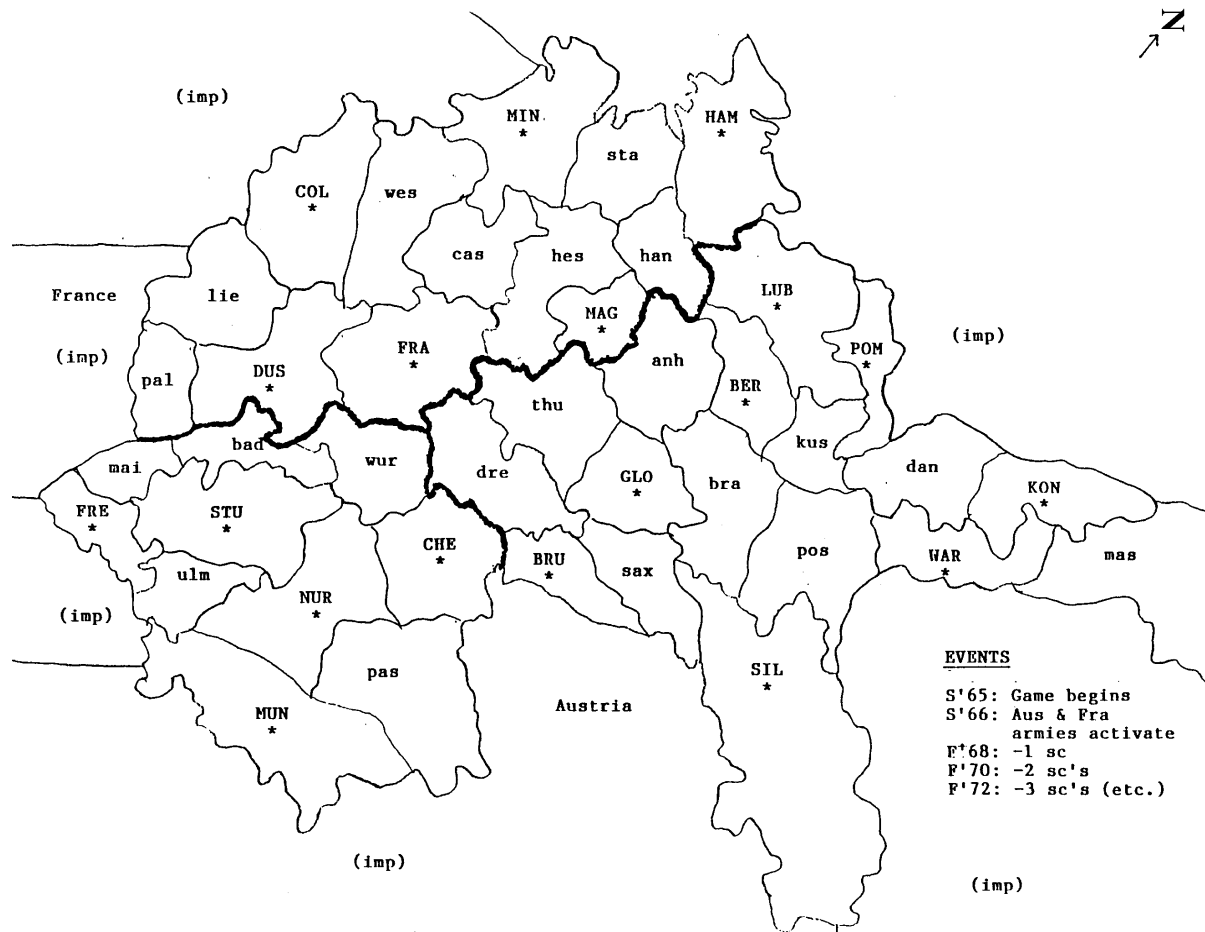 N
(imp)
MIN
*
HAM
*
sta
COL
*
wes
cas
hes
han
France
lie
LUB
*
(imp)
MAG
*
(imp)
pal
DUS
*
FRA
*
anh
BER
*
POM
*
thu
bad
mai
wur
dre
GLO
*
bra
kus
dan
KON
*
FRE
*
STU
*
CHE
*
BRU
*
sax
pos
WAR
*
mas
ulm
NUR
*
(imp)
pas
SIL
*
MUN
*
Austria
EVENTS
S'65: Game begins
S'66: Aus & Fra
armies activate
F'68: -1 sc
F'70: -2 sc's
F'72: -3 sc's (etc.)
(imp)
(imp)